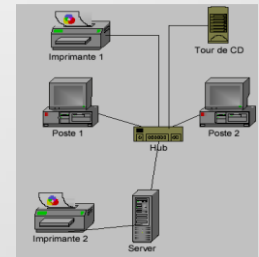 Imprimante 1
Tour de CD
Poste 1
Poste 2
Hub
Imprimante 2
Server